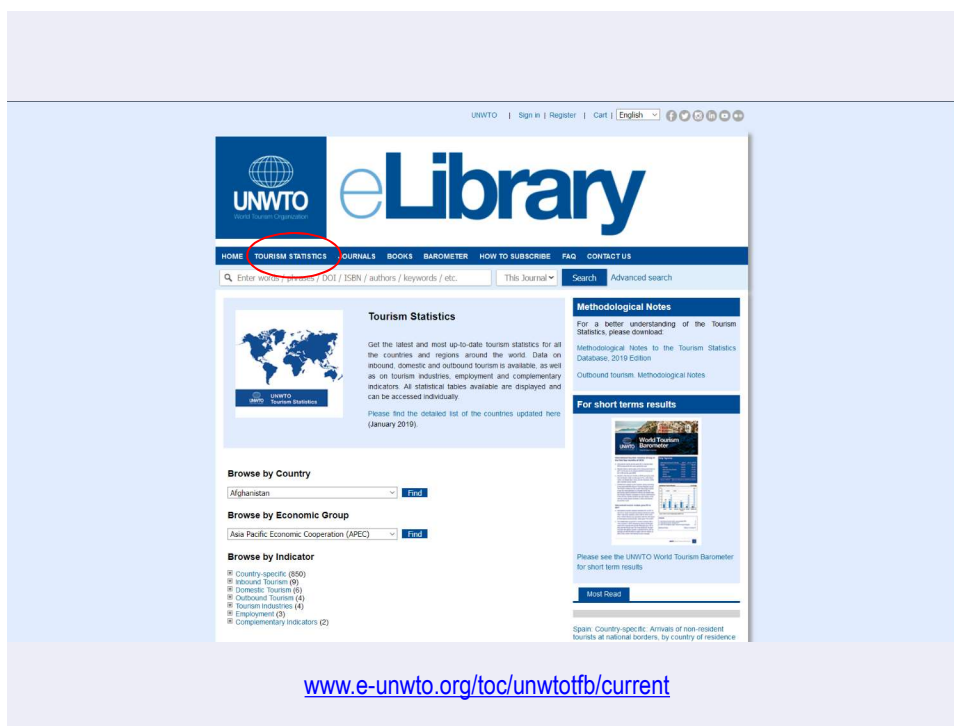 UNWTO | Sign in | Register | Cart | English
UNWTO
World Tourism Organization
eLibrary
HOME TOURISM STATISTICS JOURNALS BOOKS BAROMETER HOW TO SUBSCRIBE FAQ CONTACT US
Enter words / phrases / DOI / ISBN / authors / keywords / etc. This Journal Search Advanced search
UNWTO
Tourism Statistics
Tourism Statistics
Get the latest and most up-to-date tourism statistics for all
the countries and regions around the world. Data on
inbound, domestic and outbound tourism is available, as well
as on tourism industries, employment and complementary
indicators. All statistical tables available are displayed and
can be accessed individually.
Please find the detailed list of the countries updated here
(January 2019).
Browse by Country
Afghanistan Find
Browse by Economic Group
Asia Pacific Economic Cooperation (APEC) Find
Browse by Indicator
Country-specific (850)
Inbound Tourism (9)
Domestic Tourism (6)
Outbound Tourism (4)
Tourism Industries (4)
Employment (3)
Complementary Indicators (2)
Methodological Notes
For a better understanding of the Tourism
Statistics, please download:
Methodological Notes to the Tourism Statistics
Database, 2019 Edition
Outbound tourism. Methodological Notes
For short terms results
UNWTO
World Tourism
Barometer
Please see the UNWTO World Tourism Barometer
for short term results
Most Read
Spain: Country-specific: Arrivals of non-resident
tourists at national borders, by country of residence
www.e-unwto.org/toc/unwtotfb/current